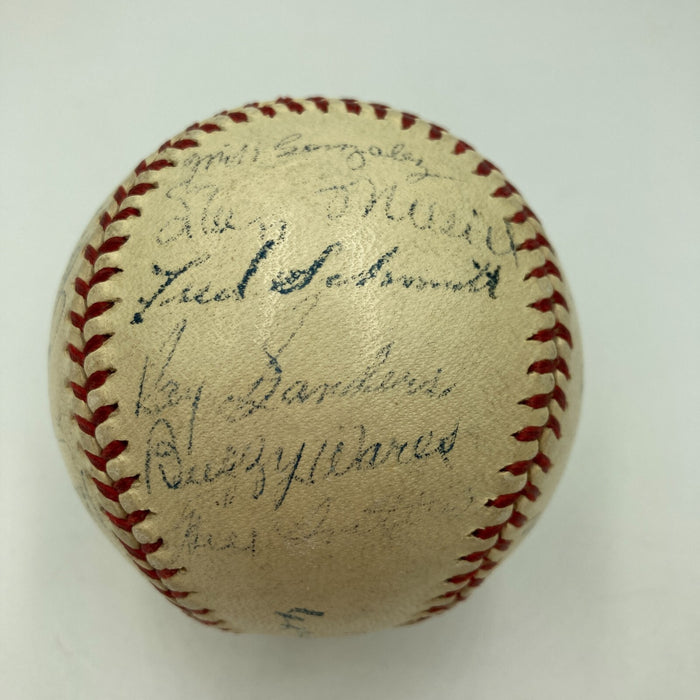 Mike Gonzalez
Stan Musial
Fred Schmidt
Ray Sanders
"Buzzy" Wares